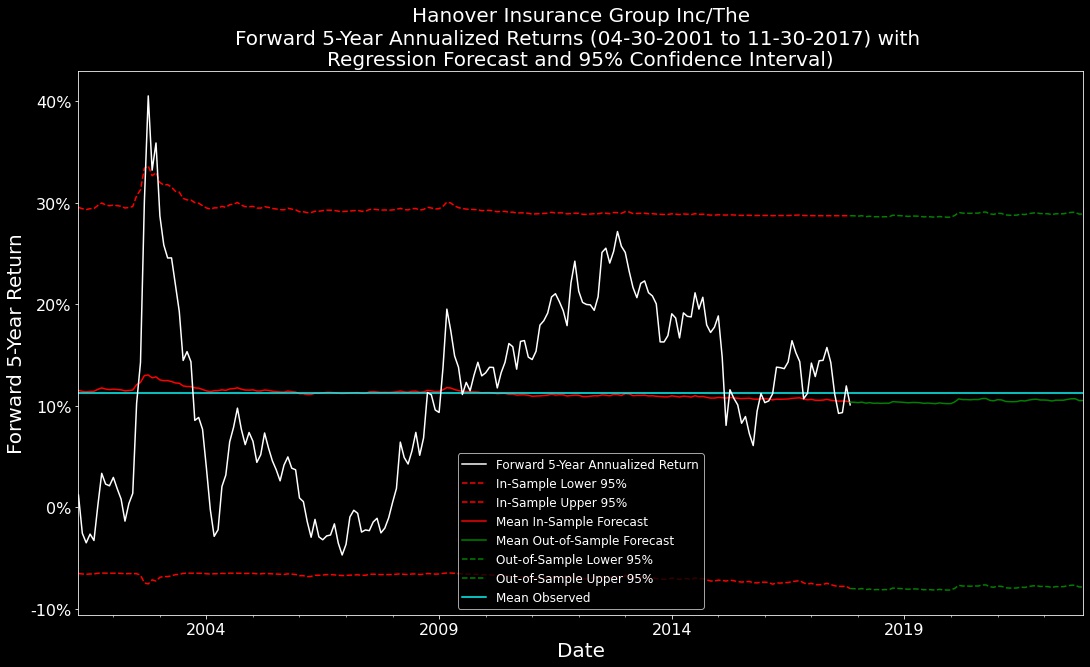 Hanover Insurance Group Inc/The
Forward 5-Year Annualized Returns (04-30-2001 to 11-30-2017) with
Regression Forecast and 95% Confidence Interval)
Forward 5-Year Return
40%
30%
20%
10%
0%
-10%
Forward 5-Year Annualized Return
In-Sample Lower 95%
In-Sample Upper 95%
Mean In-Sample Forecast
Mean Out-of-Sample Forecast
Out-of-Sample Lower 95%
Out-of-Sample Upper 95%
Mean Observed
2004
2009
2014
2019
Date